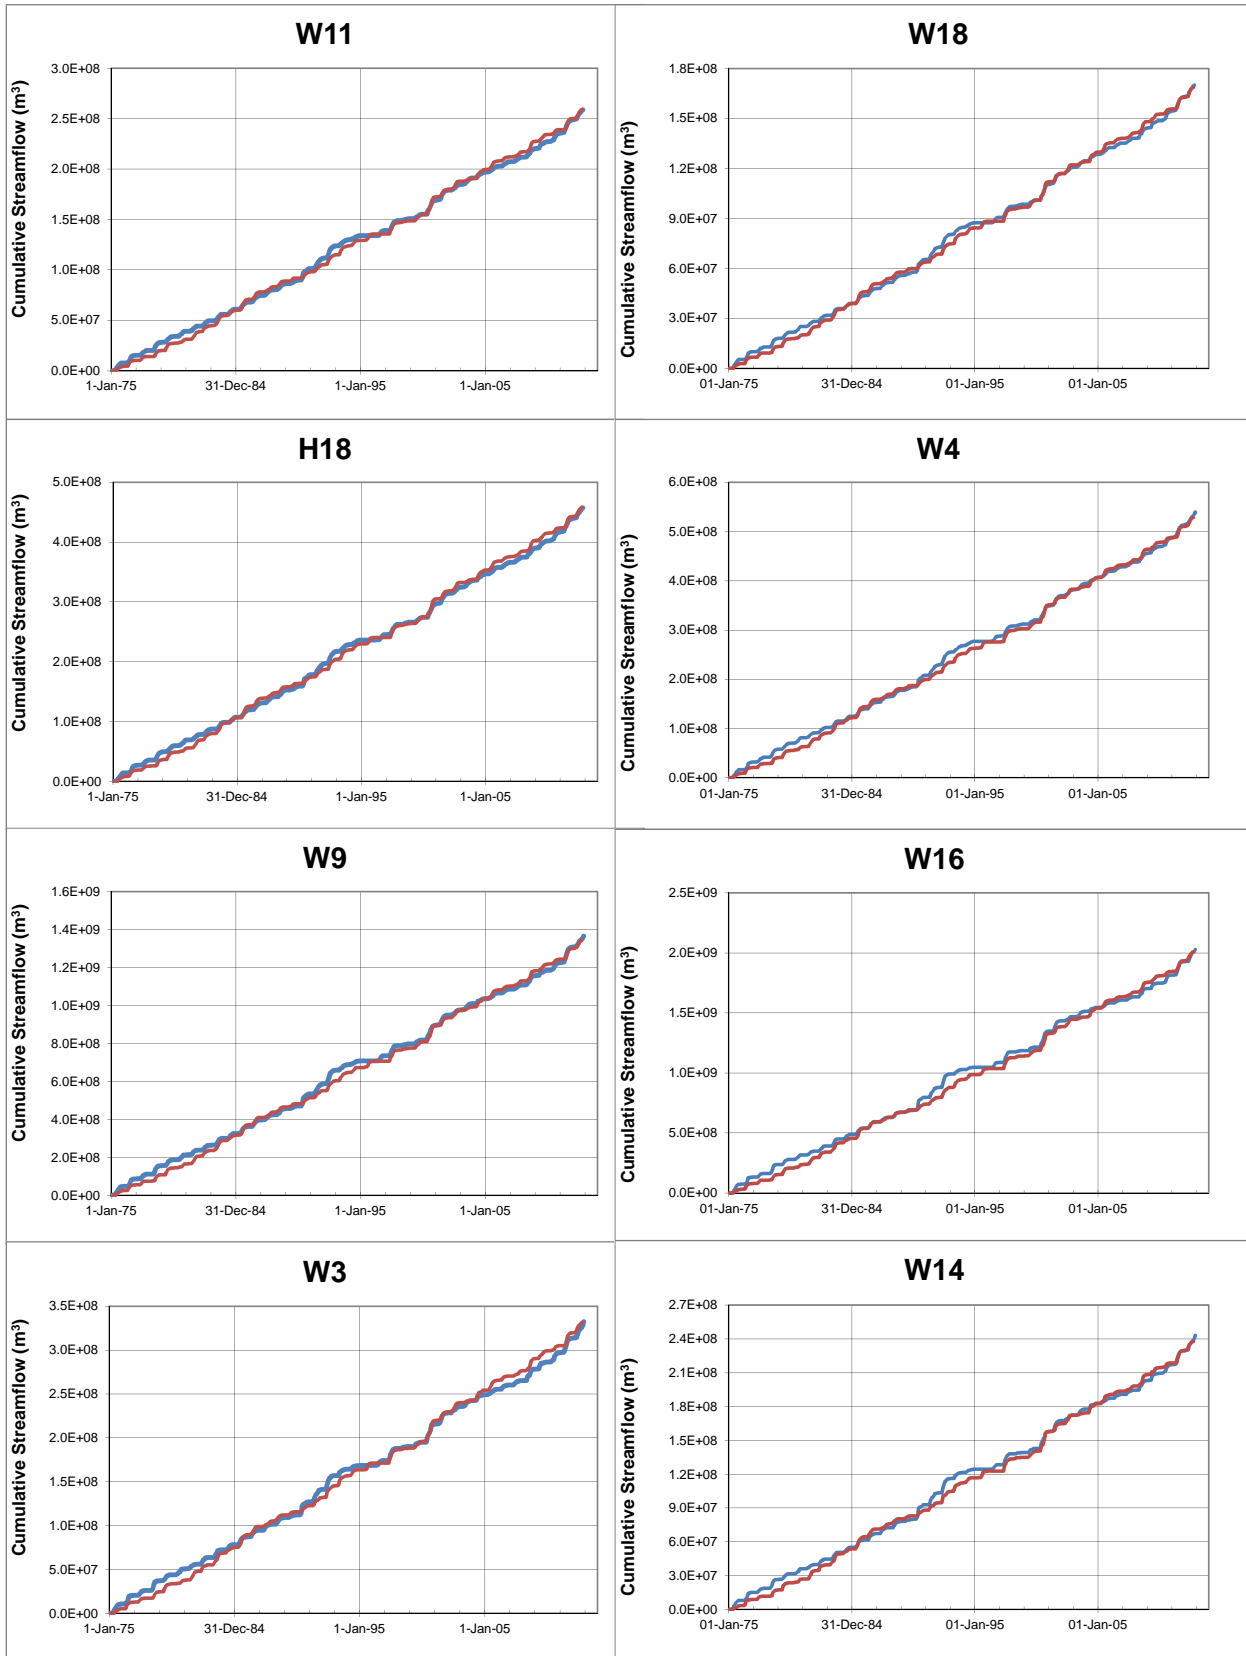 W11
Cumulative Streamflow (m³)
3.0E+08
2.5E+08
2.0E+08
1.5E+08
1.0E+08
5.0E+07
0.0E+00
1-Jan-75 31-Dec-84 1-Jan-95 1-Jan-05
W18
Cumulative Streamflow (m³)
1.8E+08
1.5E+08
1.2E+08
9.0E+07
6.0E+07
3.0E+07
0.0E+00
01-Jan-75 31-Dec-84 01-Jan-95 01-Jan-05
H18
Cumulative Streamflow (m³)
5.0E+08
4.0E+08
3.0E+08
2.0E+08
1.0E+08
0.0E+00
1-Jan-75 31-Dec-84 1-Jan-95 1-Jan-05
W4
Cumulative Streamflow (m³)
6.0E+08
5.0E+08
4.0E+08
3.0E+08
2.0E+08
1.0E+08
0.0E+00
01-Jan-75 31-Dec-84 01-Jan-95 01-Jan-05
W9
Cumulative Streamflow (m³)
1.6E+09
1.4E+09
1.2E+09
1.0E+09
8.0E+08
6.0E+08
4.0E+08
2.0E+08
0.0E+00
1-Jan-75 31-Dec-84 1-Jan-95 1-Jan-05
W16
Cumulative Streamflow (m³)
2.5E+09
2.0E+09
1.5E+09
1.0E+09
5.0E+08
0.0E+00
01-Jan-75 31-Dec-84 01-Jan-95 01-Jan-05
W3
Cumulative Streamflow (m³)
3.5E+08
3.0E+08
2.5E+08
2.0E+08
1.5E+08
1.0E+08
5.0E+07
0.0E+00
1-Jan-75 31-Dec-84 1-Jan-95 1-Jan-05
W14
Cumulative Streamflow (m³)
2.7E+08
2.4E+08
2.1E+08
1.8E+08
1.5E+08
1.2E+08
9.0E+07
6.0E+07
3.0E+07
0.0E+00
01-Jan-75 31-Dec-84 01-Jan-95 01-Jan-05